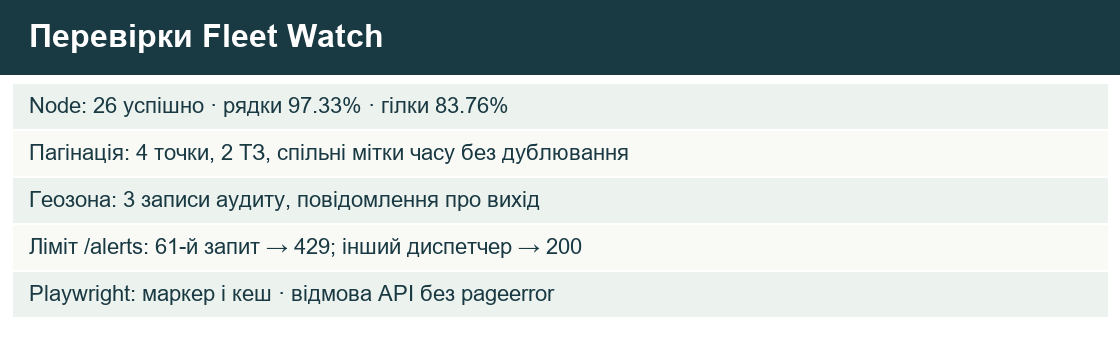 Перевірки Fleet Watch
Node: 26 успішно · рядки 97.33% · гілки 83.76%
Пагінація: 4 точки, 2 ТЗ, спільні мітки часу без дублювання
Геозона: 3 записи аудиту, повідомлення про вихід
Ліміт /alerts: 61-й запит → 429; інший диспетчер → 200
Playwright: маркер і кеш · відмова API без pageerror